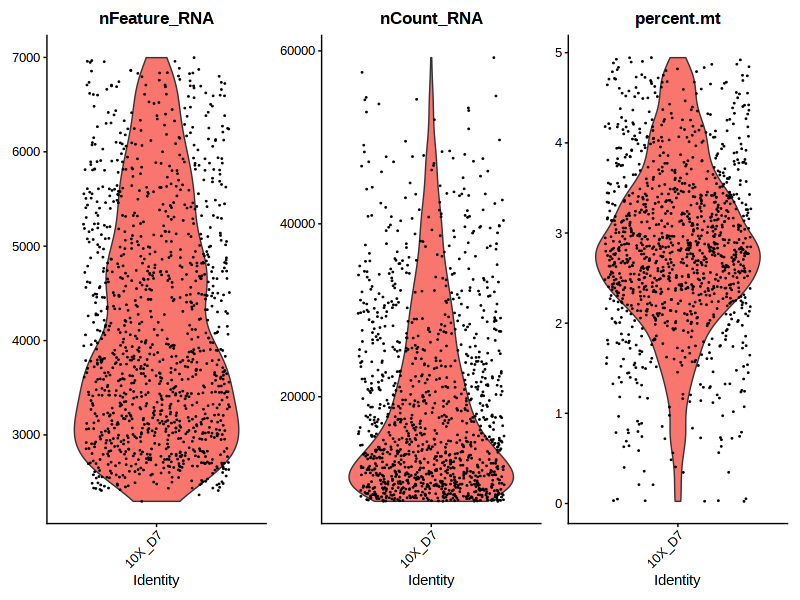 nFeature_RNA
7000
6000
5000
4000
3000
10X_D7
Identity
nCount_RNA
60000
40000
20000
10X_D7
Identity
percent.mt
5
4
3
2
1
0
10X_D7
Identity